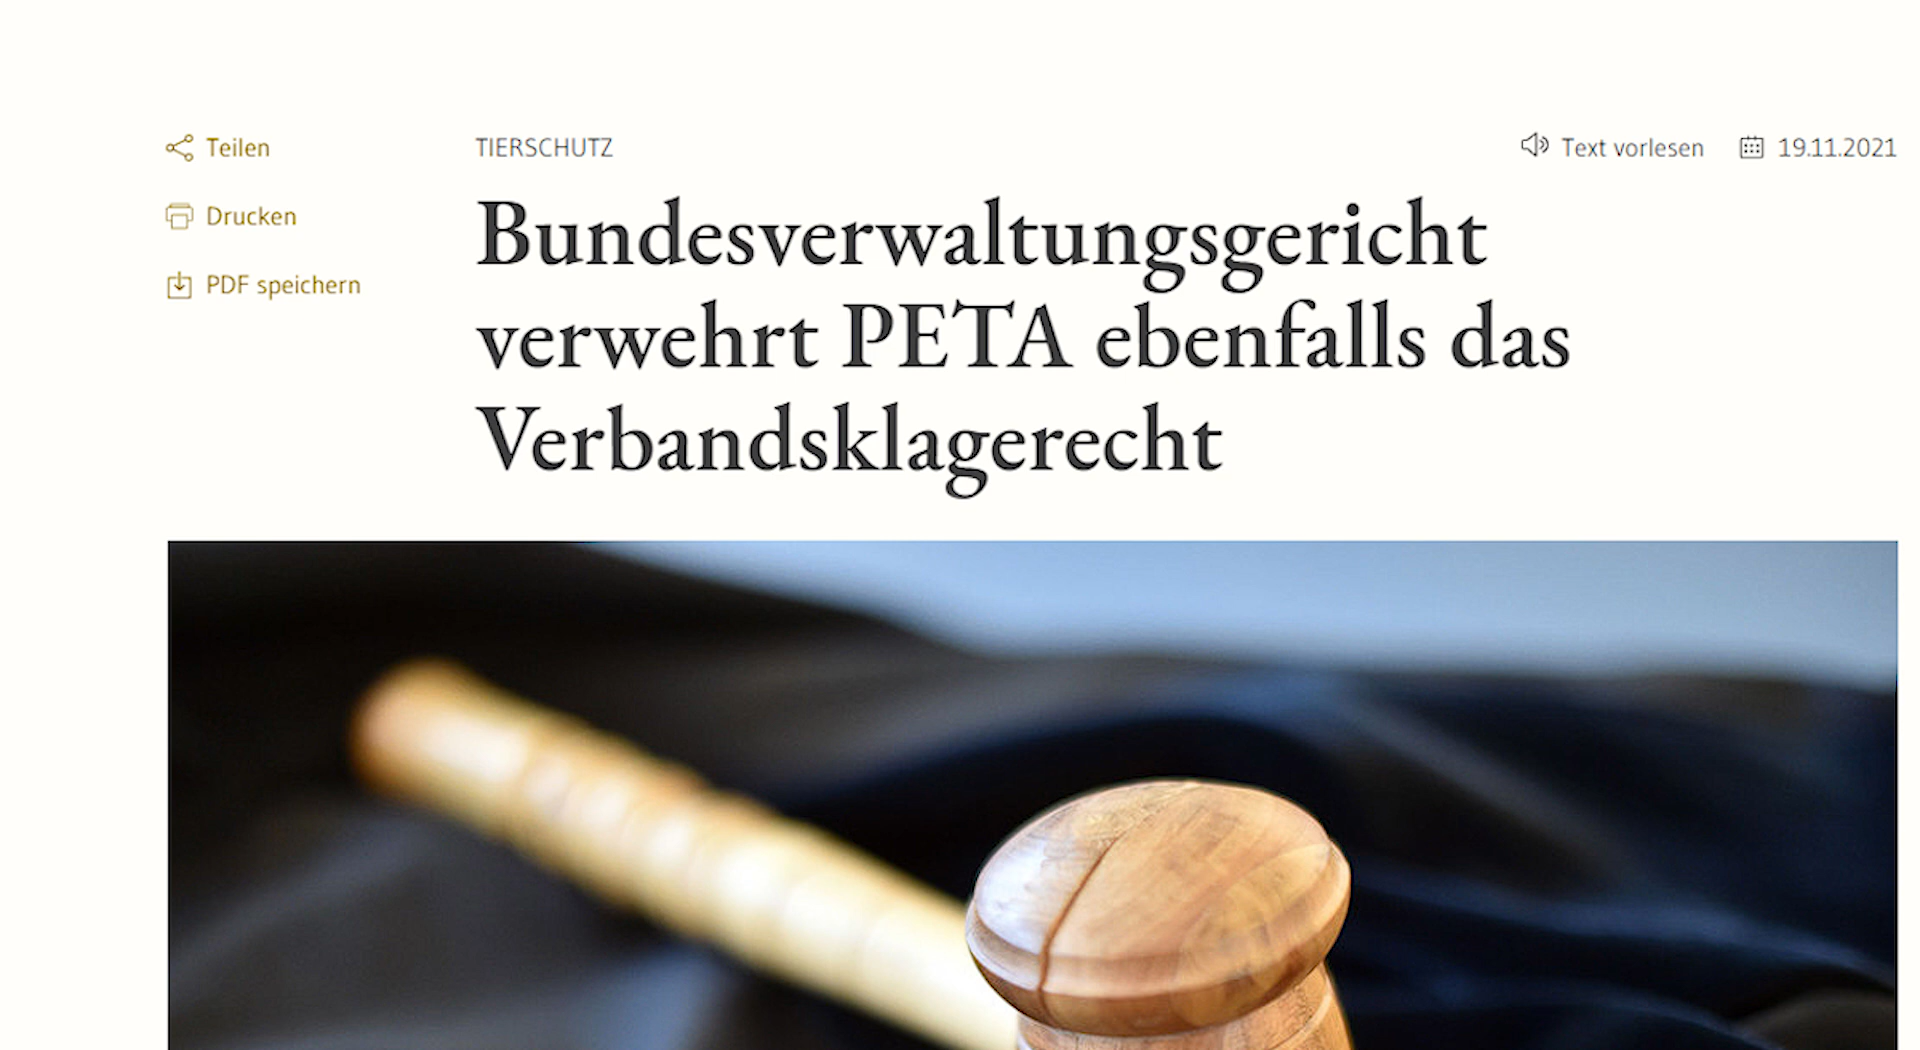 Teilen
Drucken
PDF speichern
TIERSCHUTZ
Text vorlesen
19.11.2021
Bundesverwaltungsgericht
verwehrt PETA ebenfalls das
Verbandsklagerecht